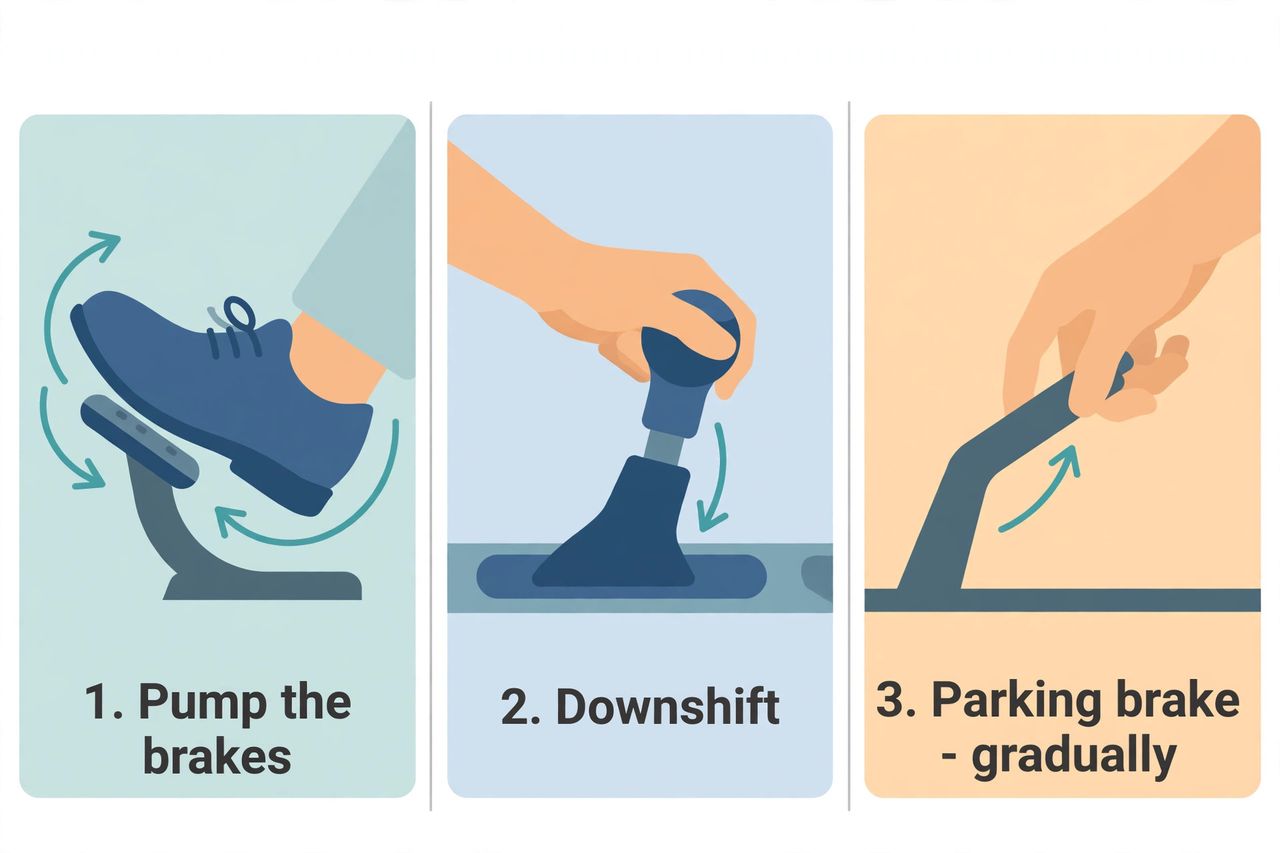 1. Pump the
brakes
2. Downshift
3. Parking brake
- gradually